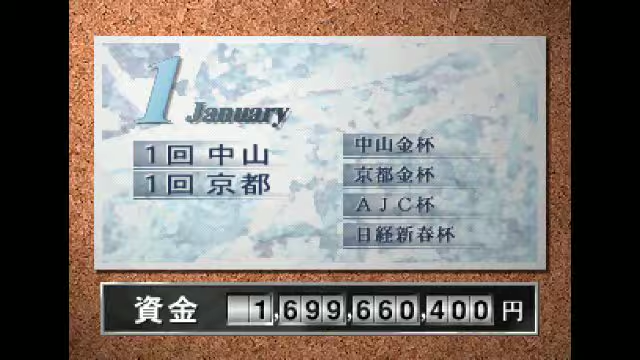 1 January
1回 中山
1回 京都
中山金杯
京都金杯
AJC杯
日経新春杯
資金 1,699,660,400 円